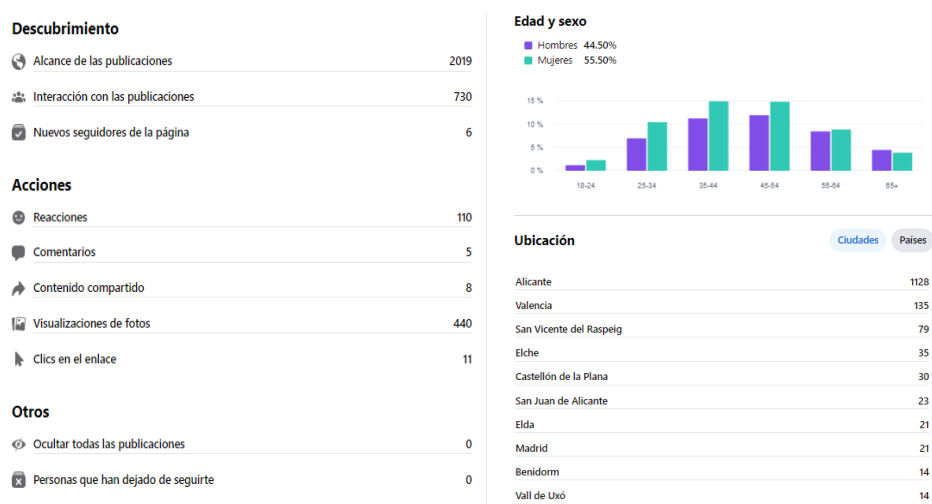 Descubrimiento
Alcance de las publicaciones 2019
Interacción con las publicaciones 730
Nuevos seguidores de la página 6
Acciones
Reacciones 110
Comentarios 5
Contenido compartido 8
Visualizaciones de fotos 440
Clics en el enlace 11
Otros
Ocultar todas las publicaciones 0
Personas que han dejado de seguirte 0
Edad y sexo
Hombres 44.50%
Mujeres 55.50%
15 %
10 %
5 %
0 %
18-24 25-34 35-44 45-54 55-64 65+
Ubicación Ciudades Países
Alicante 1128
Valencia 135
San Vicente del Raspeig 79
Elche 35
Castellón de la Plana 30
San Juan de Alicante 23
Elda 21
Madrid 21
Benidorm 14
Vall de Uxó 14